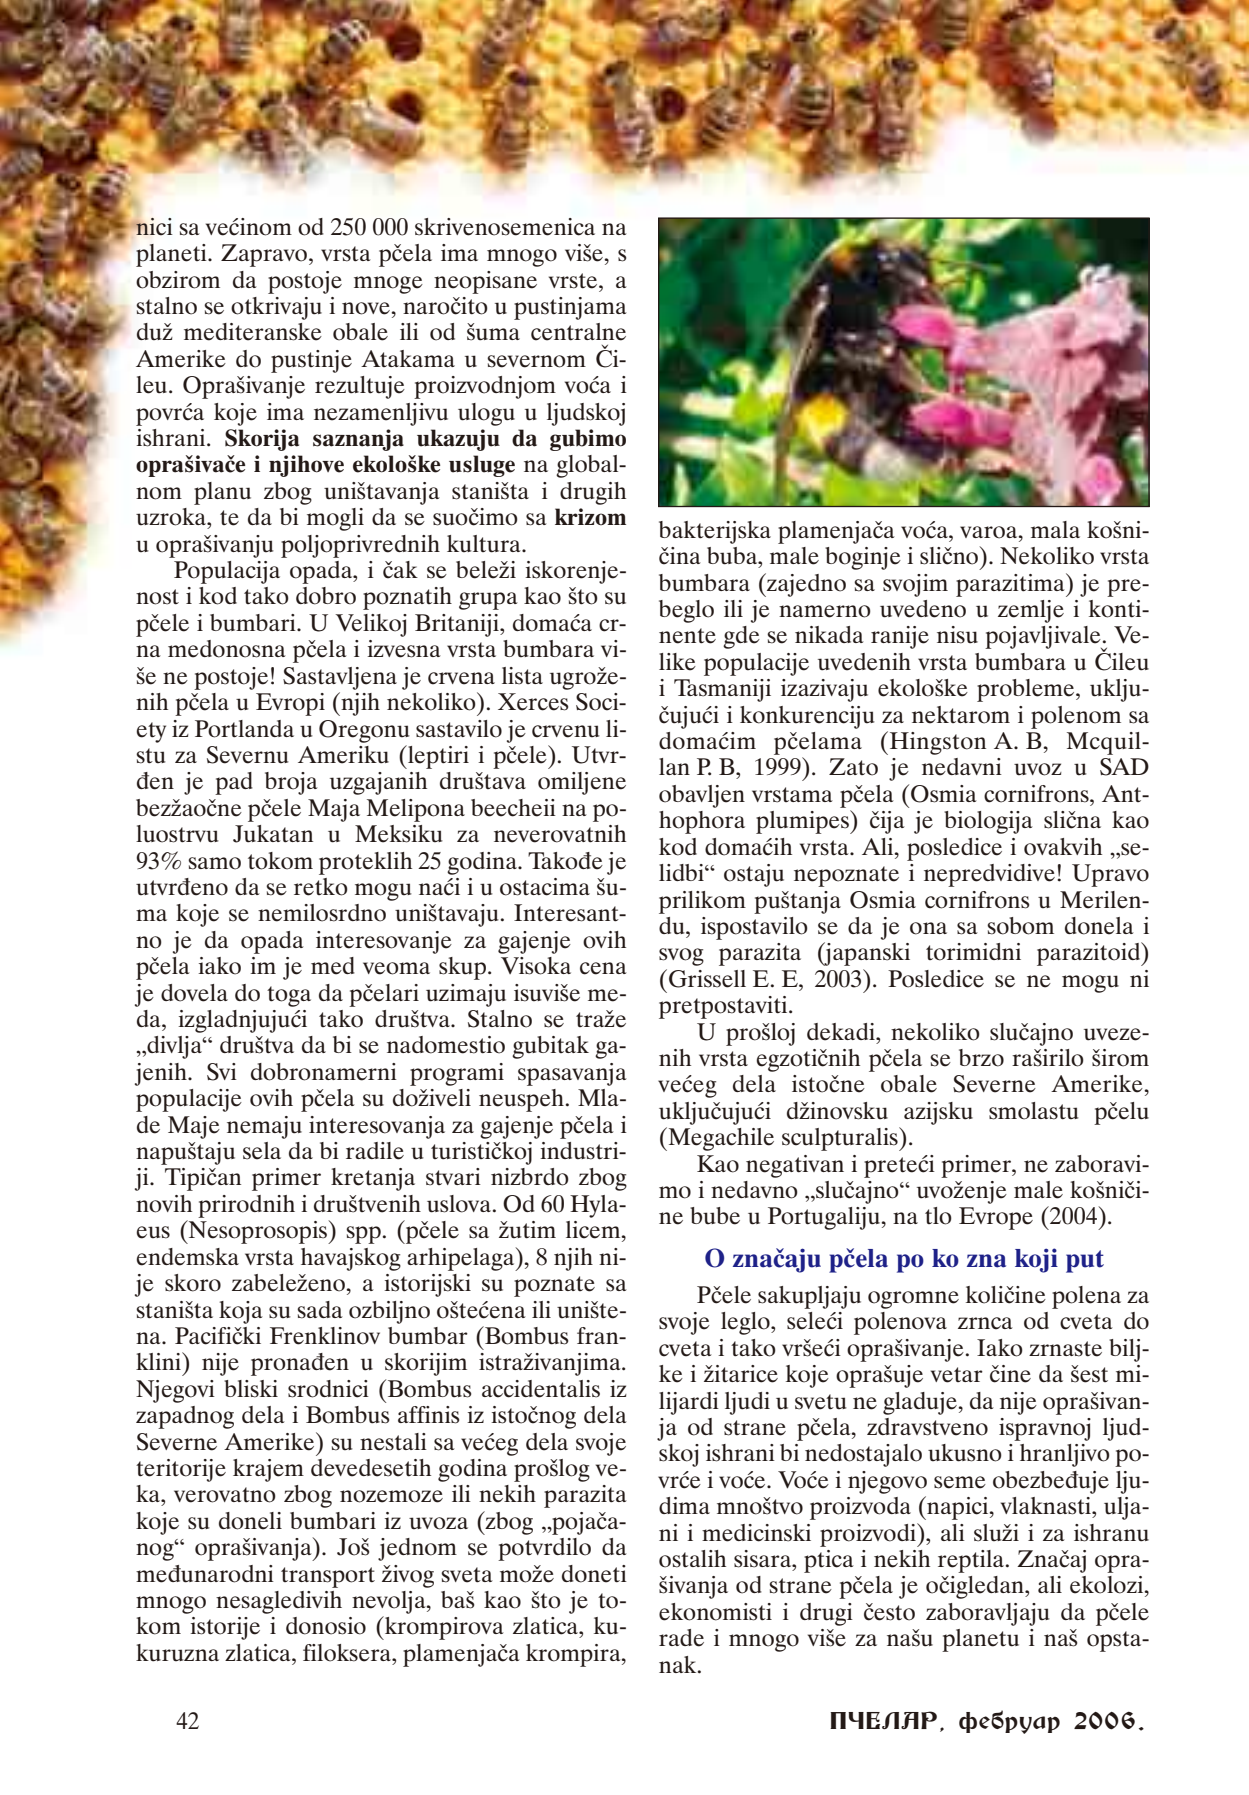 nici sa većinom od 250 000 skrivenosemenica na
planeti. Zapravo, vrsta pčela ima mnogo više, s
obzirom da postoje mnoge neopisane vrste, a
stalno se otkrivaju i nove, naročito u pustinjama
duž mediteranske obale ili od šuma centralne
Amerike do pustinje Atakama u severnom Či-
leu. Oprašivanje rezultuje proizvodnjom voća i
povrća koje ima nezamenljivu ulogu u ljudskoj
ishrani. Skorija saznanja ukazuju da gubimo
oprašivače i njihove ekološke usluge na global-
nom planu zbog uništavanja staništa i drugih
uzroka, te da bi mogli da se suočimo sa krizom
u oprašivanju poljoprivrednih kultura.
Populacija opada, i čak se beleži iskorenje-
nost i kod tako dobro poznatih grupa kao što su
pčele i bumbari. U Velikoj Britaniji, domaća cr-
na medonosna pčela i izvesna vrsta bumbara vi-
še ne postoje! Sastavljena je crvena lista ugrože-
nih pčela u Evropi (njih nekoliko). Xerces Soci-
ety iz Portlanda u Oregonu sastavilo je crvenu li-
stu za Severnu Ameriku (leptiri i pčele). Utvr-
đen je pad broja uzgajanih društava omiljene
bezžaočne pčele Maja Melipona beecheii na po-
luostrvu Jukatan u Meksiku za neverovatnih
93% samo tokom proteklih 25 godina. Takođe je
utvrđeno da se retko mogu naći i u ostacima šu-
ma koje se nemilosrdno uništavaju. Interesant-
no je da opada interesovanje za gajenje ovih
pčela iako im je med veoma skup. Visoka cena
je dovela do toga da pčelari uzimaju isuviše me-
da, izgladnjujući tako društva. Stalno se traže
„divlja“ društva da bi se nadomestio gubitak ga-
jenih. Svi dobronamerni programi spasavanja
populacije ovih pčela su doživeli neuspeh. Mla-
de Maje nemaju interesovanja za gajenje pčela i
napuštaju sela da bi radile u turističkoj industri-
ji. Tipičan primer kretanja stvari nizbrdo zbog
novih prirodnih i društvenih uslova. Od 60 Hyla-
eus (Nesoprosopis) spp. (pčele sa žutim licem,
endemska vrsta havajskog arhipelaga), 8 njih ni-
je skoro zabeleženo, a istorijski su poznate sa
staništa koja su sada ozbiljno oštećena ili unište-
na. Pacifički Frenklinov bumbar (Bombus fran-
klini) nije pronađen u skorijim istraživanjima.
Njegovi bliski srodnici (Bombus accidentalis iz
zapadnog dela i Bombus affinis iz istočnog dela
Severne Amerike) su nestali sa većeg dela svoje
teritorije krajem devedesetih godina prošlog ve-
ka, verovatno zbog nozemoze ili nekih parazita
koje su doneli bumbari iz uvoza (zbog „pojača-
nog“ oprašivanja). Još jednom se potvrdilo da
međunarodni transport živog sveta može doneti
mnogo nesagledivih nevolja, baš kao što je to-
kom istorije i donosio (krompirova zlatica, ku-
kuruzna zlatica, filoksera, plamenjača krompira,
bakterijska plamenjača voća, varoa, mala košni-
čina buba, male boginje i slično). Nekoliko vrsta
bumbara (zajedno sa svojim parazitima) je pre-
beglo ili je namerno uvedeno u zemlje i konti-
nente gde se nikada ranije nisu pojavljivale. Ve-
like populacije uvedenih vrsta bumbara u Čileu
i Tasmaniji izazivaju ekološke probleme, uklju-
čujući i konkurenciju za nektarom i polenom sa
domaćim pčelama (Hingston A. B, Mcquil-
lan P. B, 1999). Zato je nedavni uvoz u SAD
obavljen vrstama pčela (Osmia cornifrons, Ant-
hophora plumipes) čija je biologija slična kao
kod domaćih vrsta. Ali, posledice i ovakvih „se-
lidbi“ ostaju nepoznate i nepredvidive! Upravo
prilikom puštanja Osmia cornifrons u Merilen-
du, ispostavilo se da je ona sa sobom donela i
svog parazita (japanski torimidni parazitoid)
(Grissell E. E, 2003). Posledice se ne mogu ni
pretpostaviti.
U prošloj dekadi, nekoliko slučajno uveze-
nih vrsta egzotičnih pčela se brzo raširilo širom
većeg dela istočne obale Severne Amerike,
uključujući džinovsku azijsku smolastu pčelu
(Megachile sculpturalis).
Kao negativan i preteći primer, ne zaboravi-
mo i nedavno „slučajno“ uvoženje male košniči-
ne bube u Portugaliju, na tlo Evrope (2004).
O značaju pčela po ko zna koji put
Pčele sakupljaju ogromne količine polena za
svoje leglo, seleći polenova zrnca od cveta do
cveta i tako vršeći oprašivanje. Iako zrnaste bilj-
ke i žitarice koje oprašuje vetar čine da šest mi-
lijardi ljudi u svetu ne gladuje, da nije oprašivan-
ja od strane pčela, zdravstveno ispravnoj ljud-
skoj ishrani bi nedostajalo ukusno i hranljivo po-
vrće i voće. Voće i njegovo seme obezbeđuje lju-
dima mnoštvo proizvoda (napici, vlaknasti, ulja-
ni i medicinski proizvodi), ali služi i za ishranu
ostalih sisara, ptica i nekih reptila. Značaj opra-
šivanja od strane pčela je očigledan, ali ekolozi,
ekonomisti i drugi često zaboravljaju da pčele
rade i mnogo više za našu planetu i naš opsta-
nak.
42
ПЧЕЛАР, фебруар 2006.